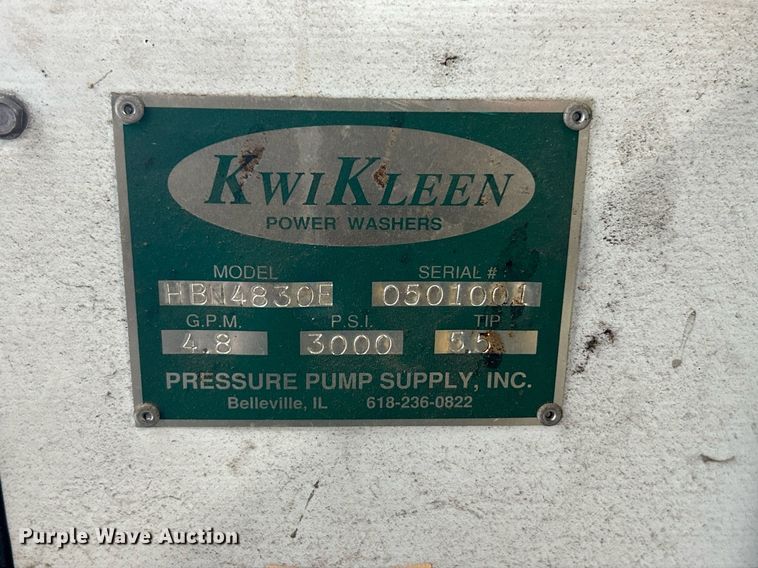 KWIKLEEN
POWER WASHERS
MODEL SERIAL #
HBN4830E 0501001
G.P.M. P.S.I. TIP
4.8 3000 5.5
PRESSURE PUMP SUPPLY, INC.
Belleville, IL 618-236-0822
Purple Wave Auction